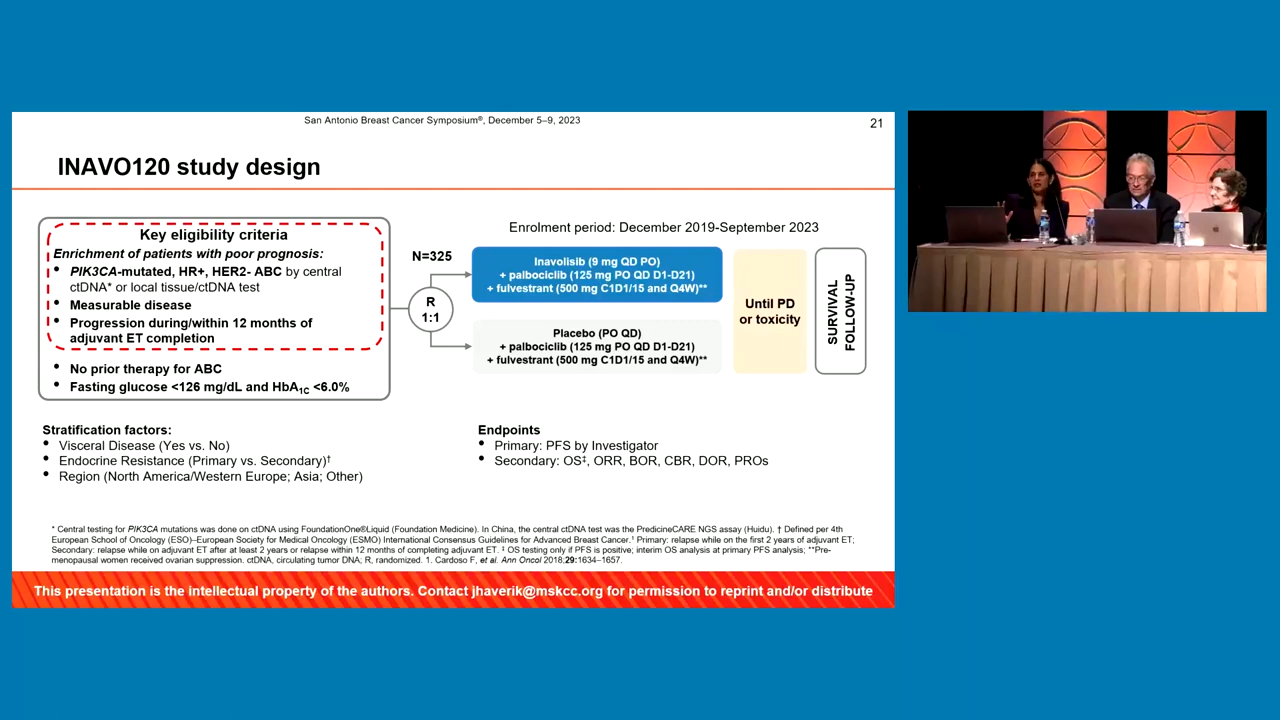 San Antonio Breast Cancer Symposium®, December 5–9, 2023
21
INAVO120 study design
Key eligibility criteria
Enrichment of patients with poor prognosis:
• PIK3CA-mutated, HR+, HER2- ABC by central
ctDNA* or local tissue/ctDNA test
• Measurable disease
• Progression during/within 12 months of
adjuvant ET completion
• No prior therapy for ABC
• Fasting glucose <126 mg/dL and HbA1C <6.0%
N=325
R
1:1
Enrolment period: December 2019-September 2023
Inavolisib (9 mg QD PO)
+ palbociclib (125 mg PO QD D1-D21)
+ fulvestrant (500 mg C1D1/15 and Q4W)**
Placebo (PO QD)
+ palbociclib (125 mg PO QD D1-D21)
+ fulvestrant (500 mg C1D1/15 and Q4W)**
Until PD
or toxicity
SURVIVAL
FOLLOW-UP
Stratification factors:
• Visceral Disease (Yes vs. No)
• Endocrine Resistance (Primary vs. Secondary)†
• Region (North America/Western Europe; Asia; Other)
Endpoints
• Primary: PFS by Investigator
• Secondary: OS‡, ORR, BOR, CBR, DOR, PROs
* Central testing for PIK3CA mutations was done on ctDNA using FoundationOne®Liquid (Foundation Medicine). In China, the central ctDNA test was the PredicineCARE NGS assay (Huidu). † Defined per 4th
European School of Oncology (ESO)–European Society for Medical Oncology (ESMO) International Consensus Guidelines for Advanced Breast Cancer.¹ Primary: relapse while on the first 2 years of adjuvant ET;
Secondary: relapse while on adjuvant ET after at least 2 years or relapse within 12 months of completing adjuvant ET. ‡ OS testing only if PFS is positive; interim OS analysis at primary PFS analysis; **Pre-
menopausal women received ovarian suppression. ctDNA, circulating tumor DNA; R, randomized. 1. Cardoso F, et al. Ann Oncol 2018;29:1634–1657.
This presentation is the intellectual property of the authors. Contact jhaverik@mskcc.org for permission to reprint and/or distribute